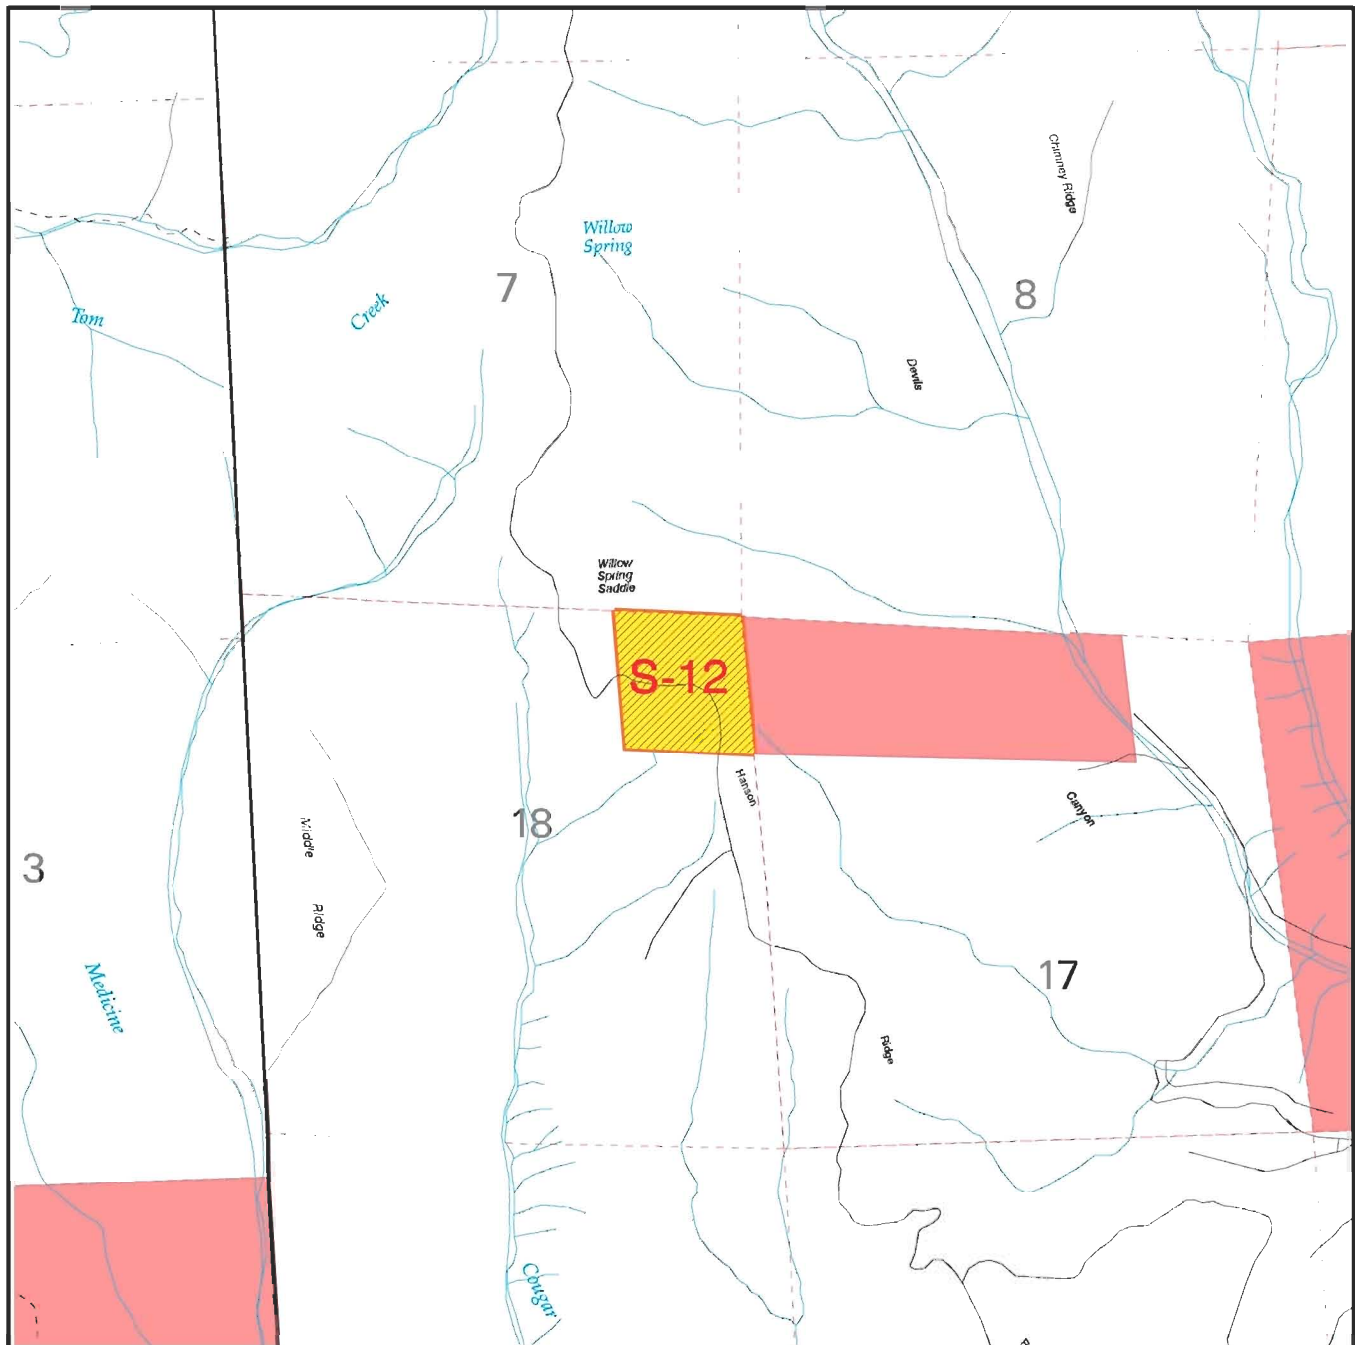 Chimney Ridge
Willow
Spring
7
8
Tom
Creek
Devils
Willow
Spring
Saddle
S-12
Hanson
Canyon
18
Middle
Ridge
3
Medicine
17
Ridge
Cougar